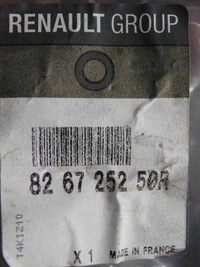 RENAULT GROUP
82 67 252 50R
T4K1Z10
X 1 MADE IN FRANCE